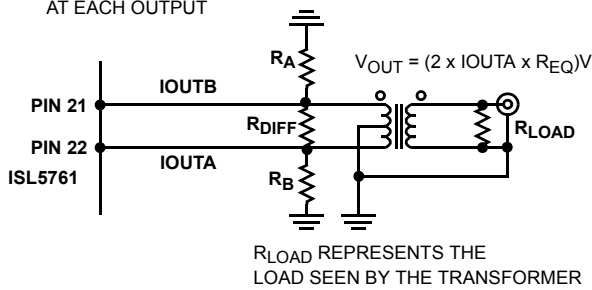 AT EACH OUTPUT
RA
VOUT = (2 x IOUTA x REQ)V
IOUTB
PIN 21
RDIFF
RLOAD
PIN 22
IOUTA
ISL5761
RB
RLOAD REPRESENTS THE
LOAD SEEN BY THE TRANSFORMER